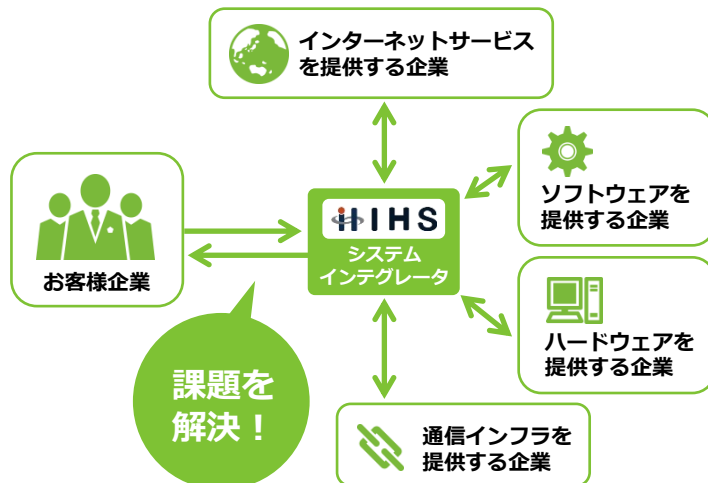 インターネットサービス
を提供する企業
ソフトウェアを
提供する企業
IHS
システム
インテグレータ
お客様企業
ハードウェアを
提供する企業
課題を
解決！
通信インフラを
提供する企業